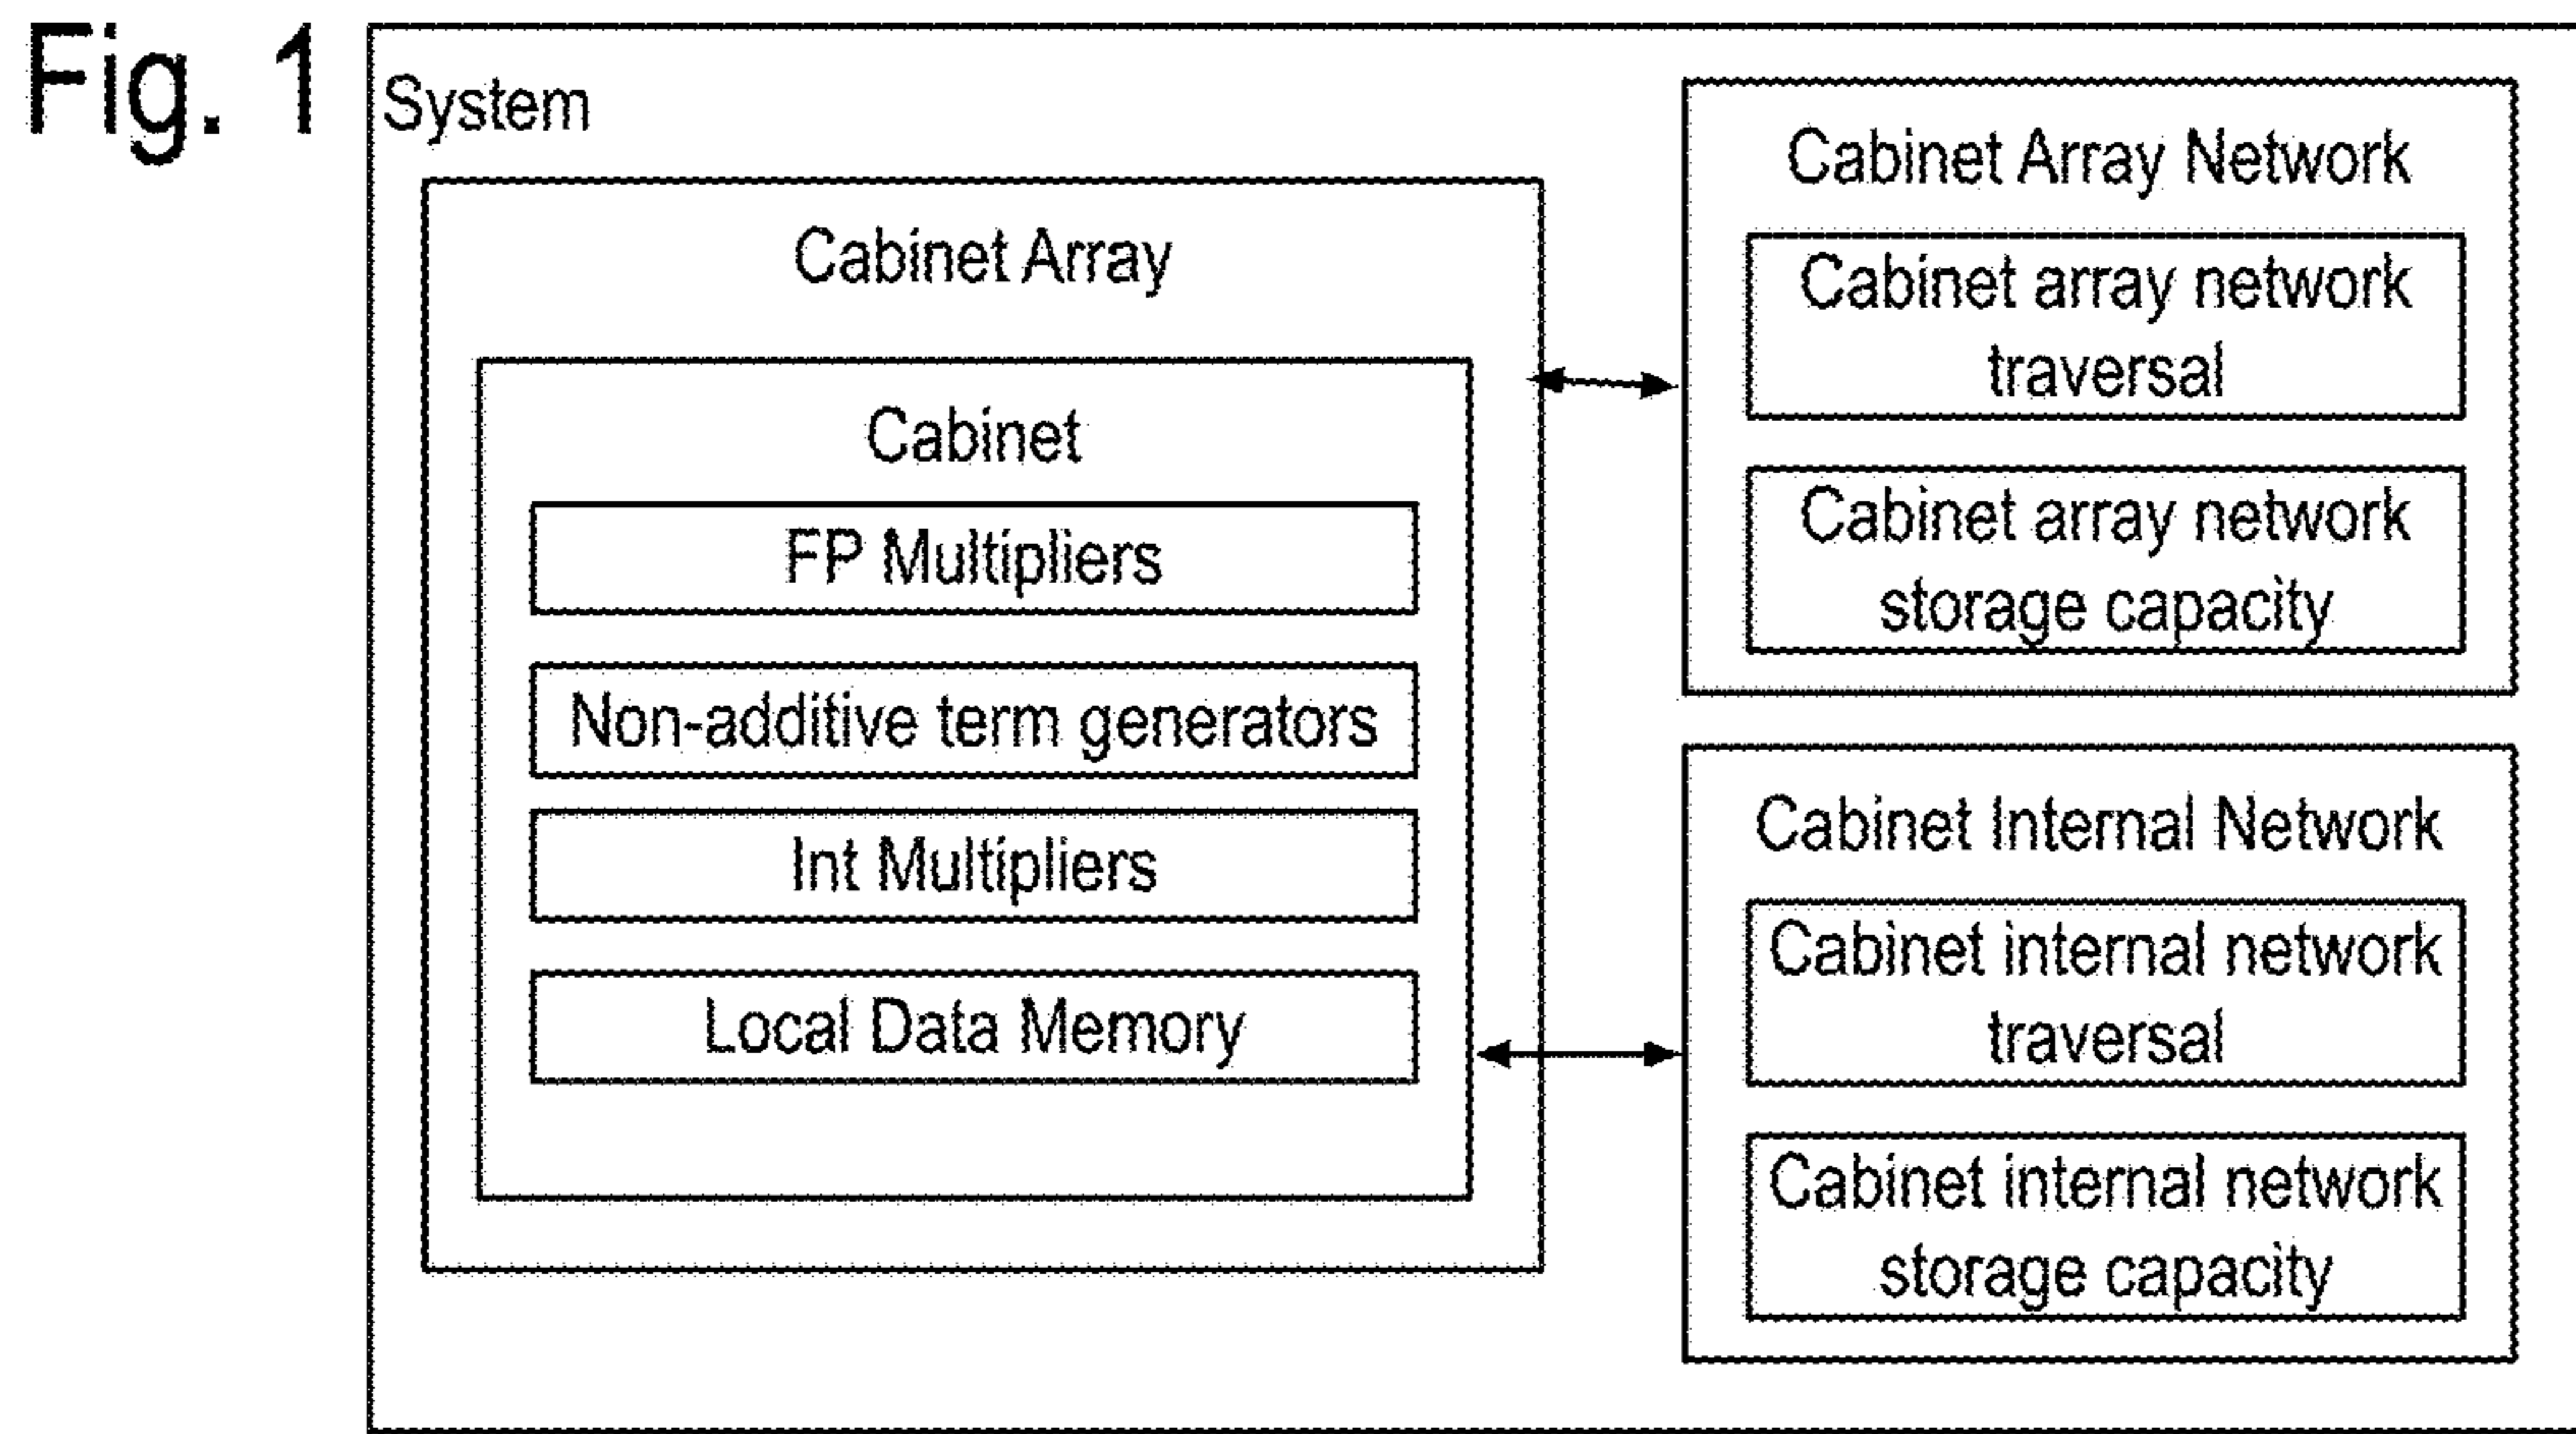 Fig. 1
System
Cabinet Array
Cabinet
FP Multipliers
Non-additive term generators
Int Multipliers
Local Data Memory
Cabinet Array Network
Cabinet array network
traversal
Cabinet array network
storage capacity
Cabinet Internal Network
Cabinet internal network
traversal
Cabinet internal network
storage capacity